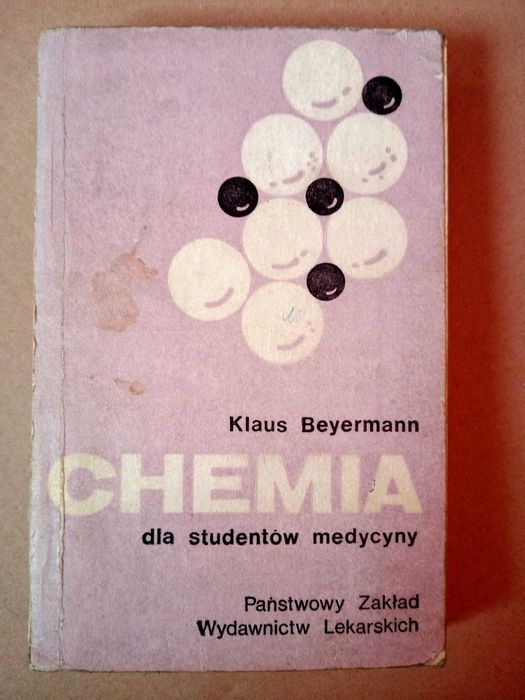 Klaus Beyermann
CHEMIA
dla studentów medycyny
Państwowy Zakład
Wydawnictw Lekarskich